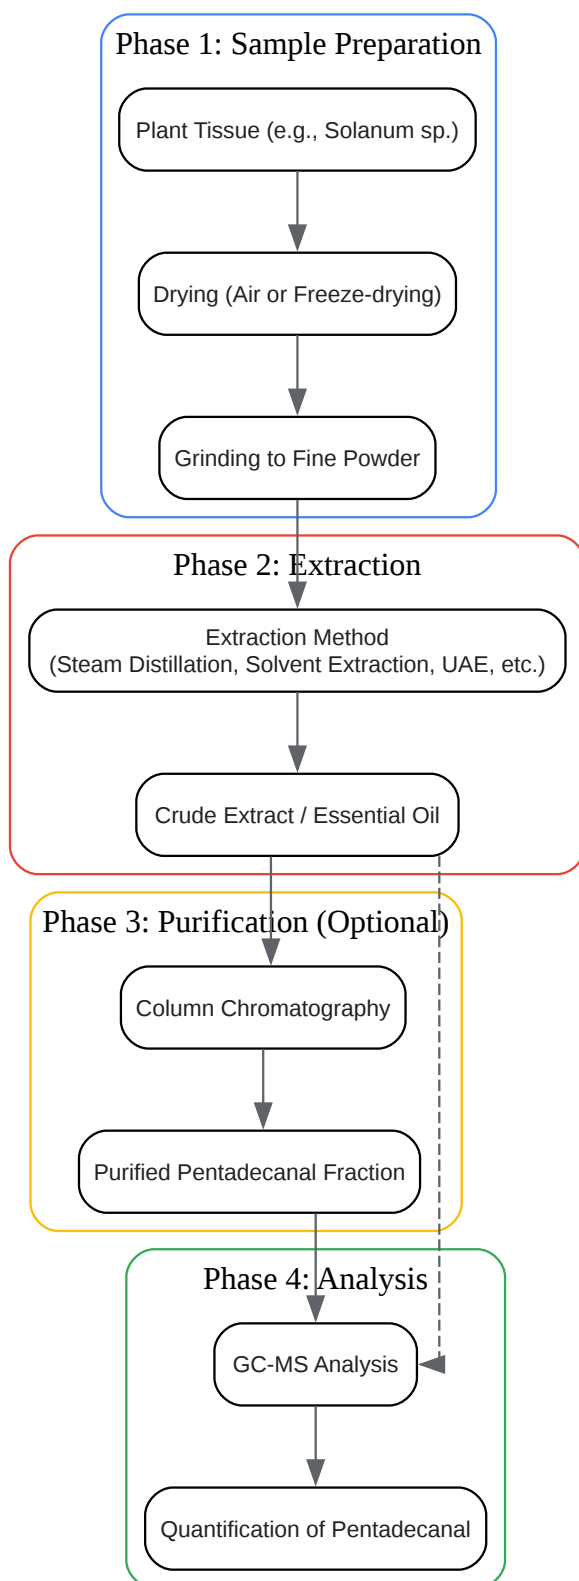 Phase 1: Sample Preparation
Plant Tissue (e.g., Solanum sp.)
Drying (Air or Freeze-drying)
Grinding to Fine Powder
Phase 2: Extraction
Extraction Method
(Steam Distillation, Solvent Extraction, UAE, etc.)
Crude Extract / Essential Oil
Phase 3: Purification (Optional)
Column Chromatography
Purified Pentadecanal Fraction
Phase 4: Analysis
GC-MS Analysis
Quantification of Pentadecanal